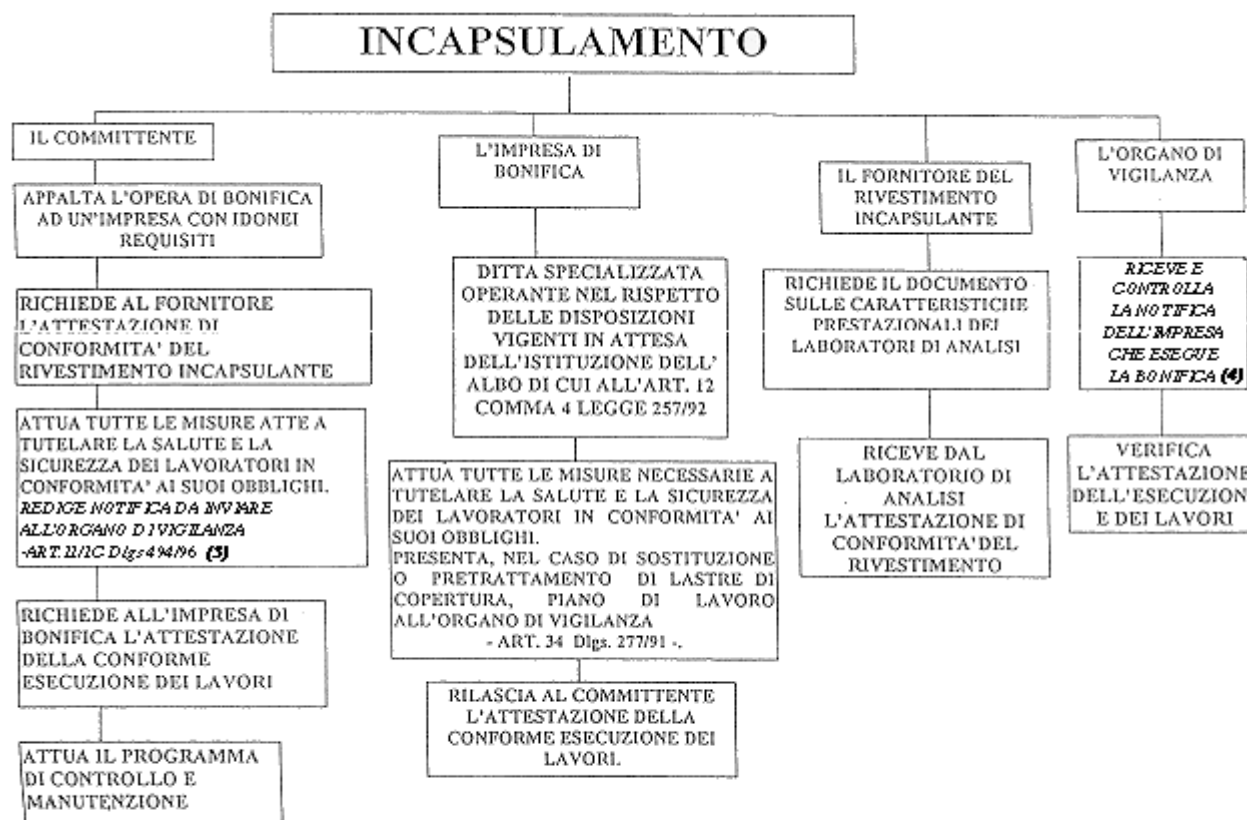 INCAPSULAMENTO
IL COMMITTENTE
APPALTA L'OPERA DI BONIFICA
AD UN'IMPRESA CON IDONEI
REQUISITI
RICHIEDE AL FORNITORE
L'ATTESTAZIONE DI
CONFORMITA' DEL
RIVESTIMENTO INCAPSULANTE
ATTUA TUTTE LE MISURE ATTE A
TUTELARE LA SALUTE E LA
SICUREZZA DEI LAVORATORI IN
CONFORMITA' AI SUOI OBBLIGHI.
REDIGE NOTIFICA DA INVIARE
ALL'ORGANO DI VIGILANZA
-ART. 11/1C Dlgs 494/96 (3)
RICHIEDE ALL'IMPRESA DI
BONIFICA L'ATTESTAZIONE
DELLA CONFORME
ESECUZIONE DEI LAVORI
ATTUA IL PROGRAMMA
DI CONTROLLO E
MANUTENZIONE
L'IMPRESA DI
BONIFICA
DITTA SPECIALIZZATA
OPERANTE NEL RISPETTO
DELLE DISPOSIZIONI
VIGENTI IN ATTESA
DELL'ISTITUZIONE DELL'
ALBO DI CUI ALL'ART. 12
COMMA 4 LEGGE 257/92
ATTUA TUTTE LE MISURE NECESSARIE A
TUTELARE LA SALUTE E LA SICUREZZA
DEI LAVORATORI IN CONFORMITA' AI
SUOI OBBLIGHI.
PRESENTA, NEL CASO DI SOSTITUZIONE
O PRETRATTAMENTO DI LASTRE DI
COPERTURA, PIANO DI LAVORO
ALL'ORGANO DI VIGILANZA
- ART. 34 Dlgs. 277/91 -.
RILASCIA AL COMMITTENTE
L'ATTESTAZIONE DELLA
CONFORME ESECUZIONE DEI
LAVORI.
IL FORNITORE DEL
RIVESTIMENTO
INCAPSULANTE
RICHIEDE IL DOCUMENTO
SULLE CARATTERISTICHE
PRESTAZIONALI DEI
LABORATORI DI ANALISI
RICEVE DAL
LABORATORIO DI
ANALISI
L'ATTESTAZIONE DI
CONFORMITA' DEL
RIVESTIMENTO
L'ORGANO DI
VIGILANZA
RICEVE E
CONTROLLA
LA NOTIFICA
DELL'IMPRESA
CHE ESEGUE
LA BONIFICA (4)
VERIFICA
L'ATTESTAZIONE
DELL'ESECUZION
E DEI LAVORI